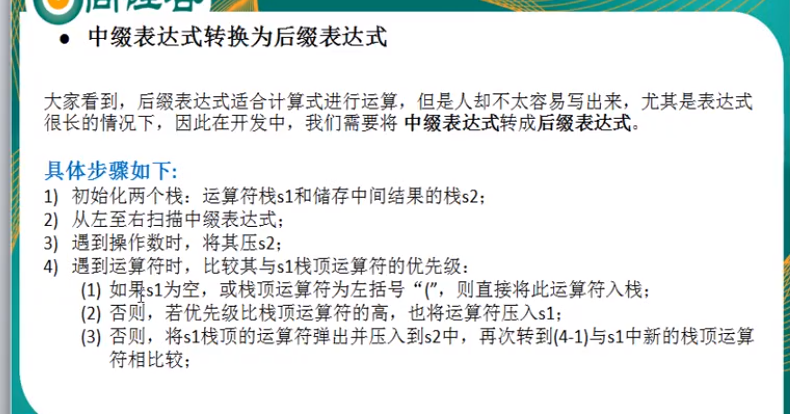 ● 中缀表达式转换为后缀表达式
大家看到，后缀表达式适合计算式进行运算，但是人却不太容易写出来，尤其是表达式
很长的情况下，因此在开发中，我们需要将 中缀表达式转成后缀表达式。
具体步骤如下:
1) 初始化两个栈：运算符栈s1和储存中间结果的栈s2；
2) 从左至右扫描中缀表达式；
3) 遇到操作数时，将其压s2；
4) 遇到运算符时，比较其与s1栈顶运算符的优先级：
(1) 如果s1为空，或栈顶运算符为左括号“(”，则直接将此运算符入栈；
(2) 否则，若优先级比栈顶运算符的高，也将运算符压入s1；
(3) 否则，将s1栈顶的运算符弹出并压入到s2中，再次转到(4-1)与s1中新的栈顶运算
符相比较；